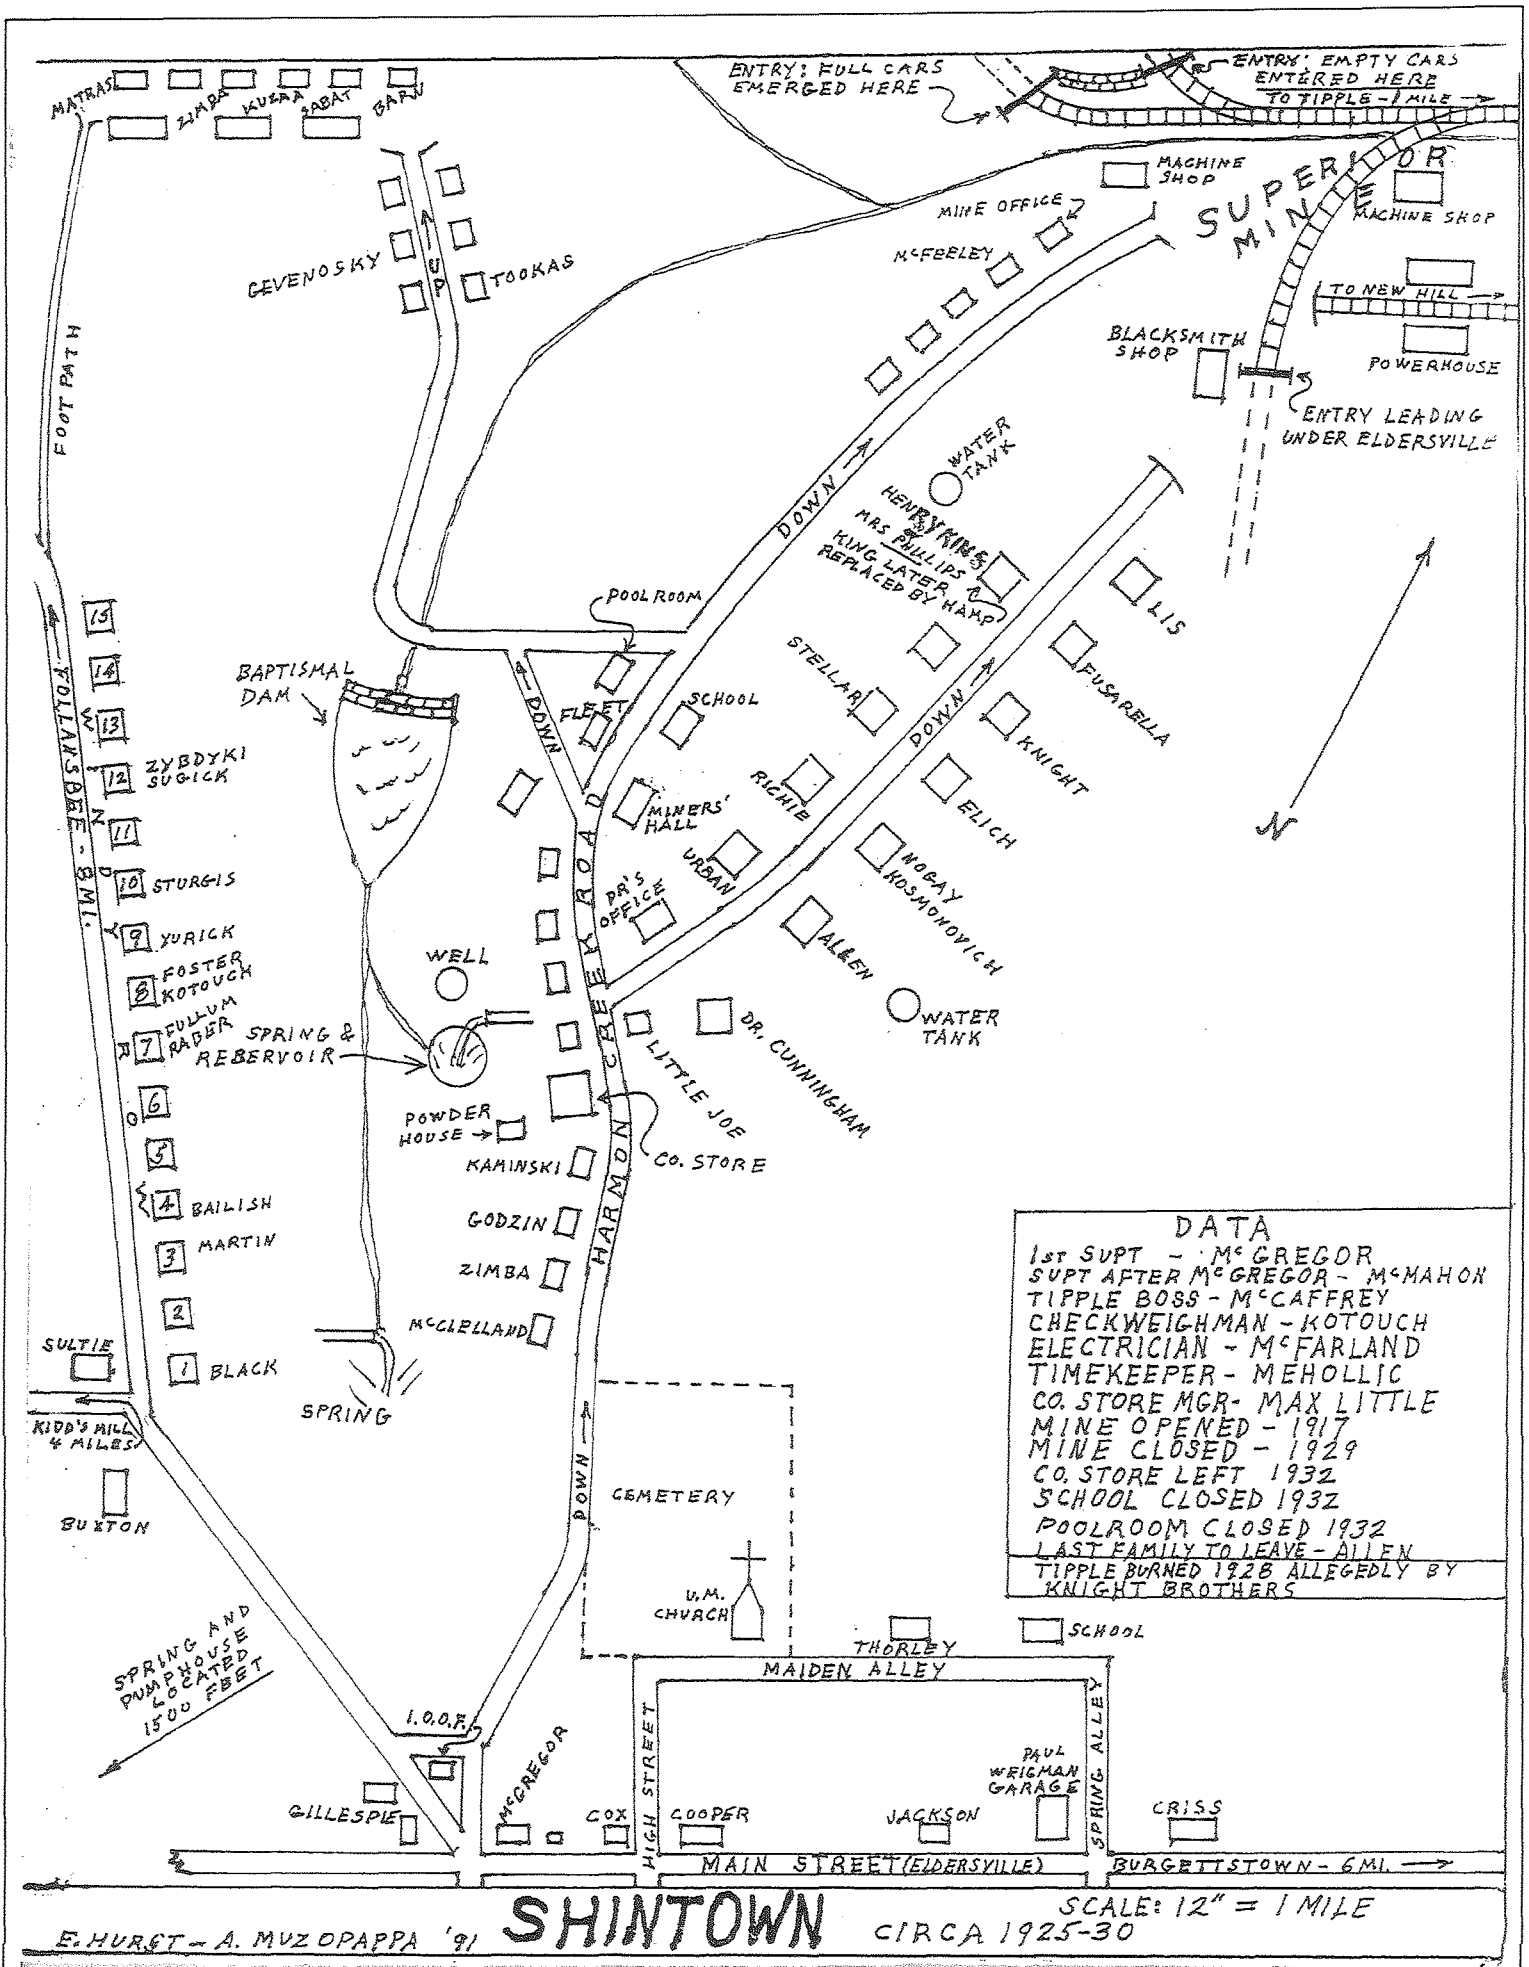 MATRAS
ZIMBA
KUZAA
SABAT
BARN
ENTRY: FULL CARS
EMERGED HERE
ENTRY: EMPTY CARS
ENTERED HERE
TO TIPPLE - 1 MILE
MACHINE
SHOP
SUPERIOR
MINE
MACHINE SHOP
MINE OFFICE
McFEELEY
GEVENOSKY
UP
TOOKAS
TO NEW HILL
POWERHOUSE
BLACKSMITH
SHOP
ENTRY LEADING
UNDER ELDERSVILLE
FOOT PATH
WATER
TANK
DOWN
HENRY KING
&
MRS PHILLIPS
KING LATER
REPLACED BY HAMP
LIS
FUSARELLA
KNIGHT
ELICH
NOGAY
KOSMONOVICH
ALLEN
STELLAR
RICHIE
URBAN
DOWN
POOLROOM
FLEET
SCHOOL
DOWN
MINERS'
HALL
DR'S
OFFICE
BAPTISMAL
DAM
15
14
13
12
ZYBDYKI
SUGICK
11
10
STURGIS
9
YURICK
8
FOSTER
KOTOUCH
7
FULLUM
RABER
6
5
4
BAILISH
3
MARTIN
2
1
BLACK
FOLLANSBEE - 8 MI.
WINDY ROW
WELL
SPRING &
RESERVOIR
WATER
TANK
LITTLE JOE
DR. CUNNINGHAM
POWDER
HOUSE
CO. STORE
KAMINSKI
GODZIN
ZIMBA
McCLELLAND
HARMON CREEK ROAD
SULTIE
KIDD'S MILL
4 MILES
BUXTON
SPRING
DOWN
CEMETERY
U.M.
CHURCH
DATA
1ST SUPT - McGREGOR
SUPT AFTER McGREGOR - McMAHON
TIPPLE BOSS - McCAFFREY
CHECKWEIGHMAN - KOTOUCH
ELECTRICIAN - McFARLAND
TIMEKEEPER - MEHOLLIC
CO. STORE MGR - MAX LITTLE
MINE OPENED - 1917
MINE CLOSED - 1929
CO. STORE LEFT 1932
SCHOOL CLOSED 1932
POOLROOM CLOSED 1932
LAST FAMILY TO LEAVE - ALLEN
TIPPLE BURNED 1928 ALLEGEDLY BY
KNIGHT BROTHERS
N
THORLEY
SCHOOL
MAIDEN ALLEY
SPRING AND
PUMPHOUSE
LOCATED
1500 FEET
I.O.O.F.
McGREGOR
HIGH STREET
SPRING ALLEY
PAUL
WEIGMAN
GARAGE
GILLESPIE
COX
COOPER
JACKSON
CRISS
MAIN STREET (ELDERSVILLE)
BURGETTSTOWN - 6 MI.
E. HURST - A. MUZOPAPPA '91
SHINTOWN
CIRCA 1925-30
SCALE: 12" = 1 MILE